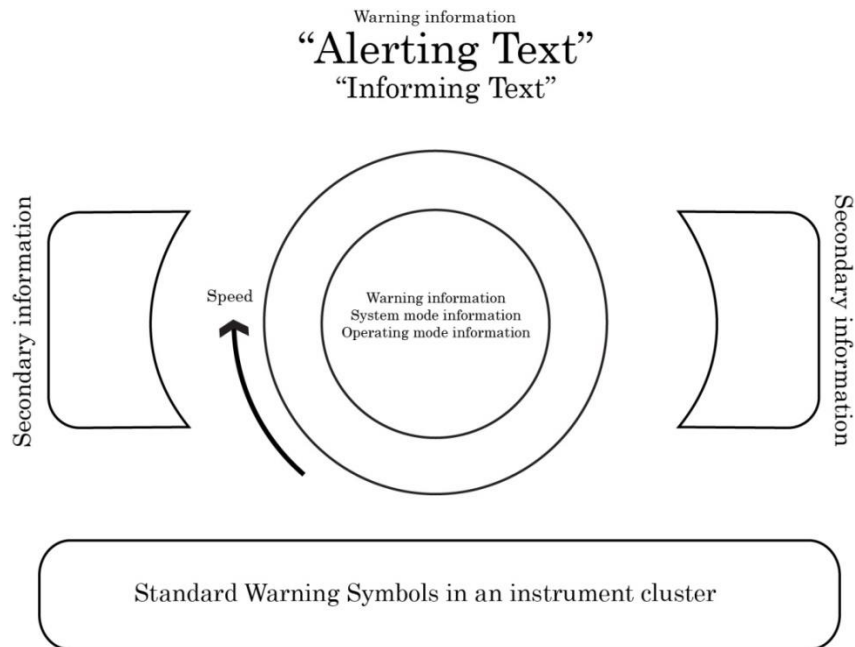 Warning information
“Alerting Text”
“Informing Text”
Secondary information
Speed
Warning information
System mode information
Operating mode information
Secondary information
Standard Warning Symbols in an instrument cluster